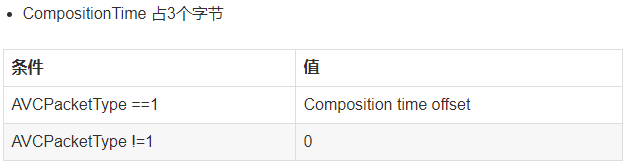 CompositionTime 占3个字节
条件 值
AVCPacketType ==1 Composition time offset
AVCPacketType !=1 0